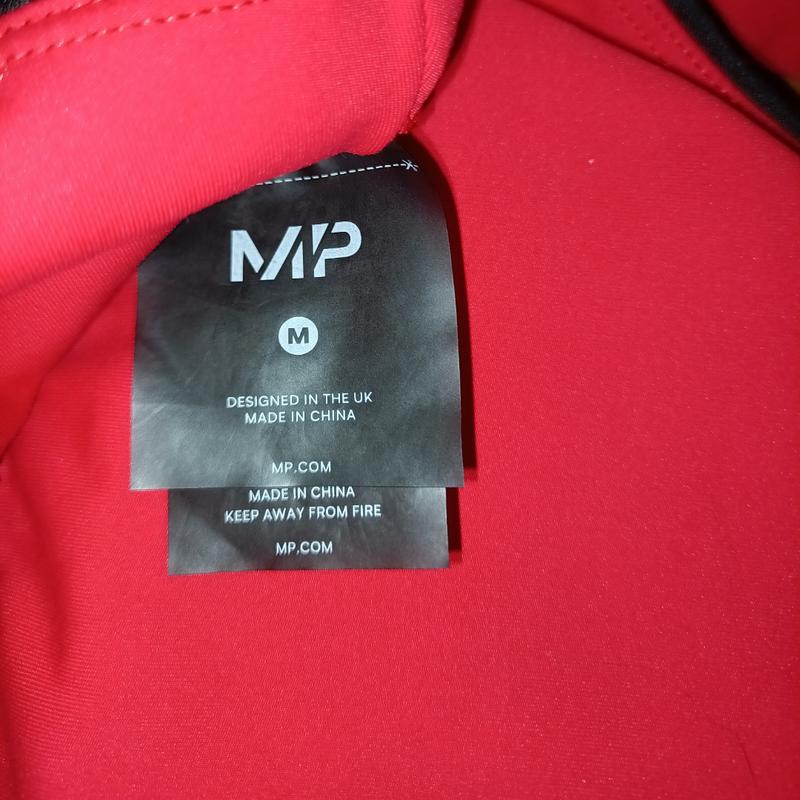 MP
M
DESIGNED IN THE UK
MADE IN CHINA
MP.COM
MADE IN CHINA
KEEP AWAY FROM FIRE
MP.COM